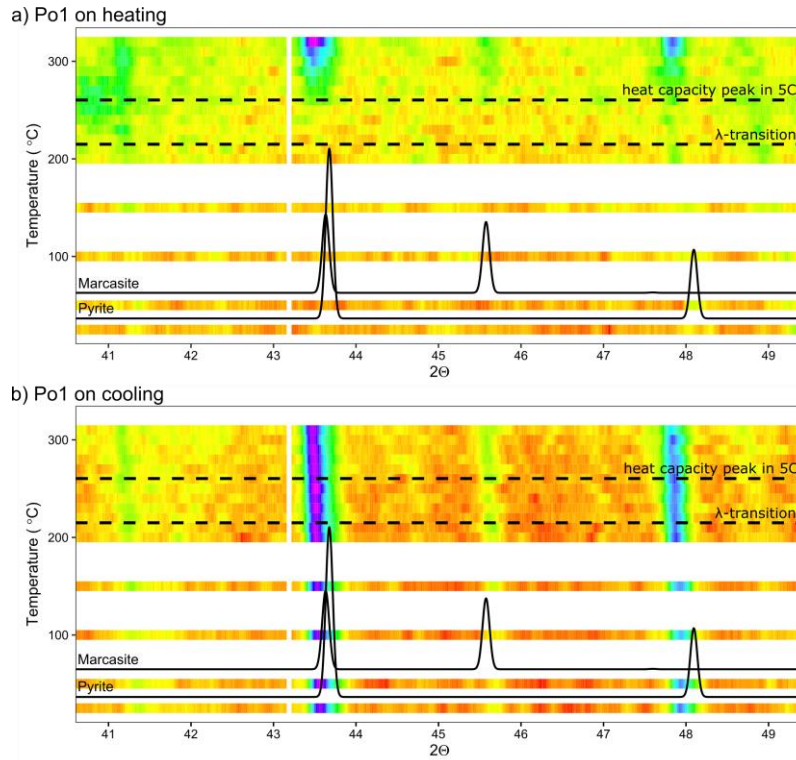 a) Po1 on heating
Temperature ( °C)
300
200
100
heat capacity peak in 5C
λ-transition
Marcasite
Pyrite
41 42 43 44 45 46 47 48 49
2Θ
b) Po1 on cooling
Temperature ( °C)
300
200
100
heat capacity peak in 5C
λ-transition
Marcasite
Pyrite
41 42 43 44 45 46 47 48 49
2Θ